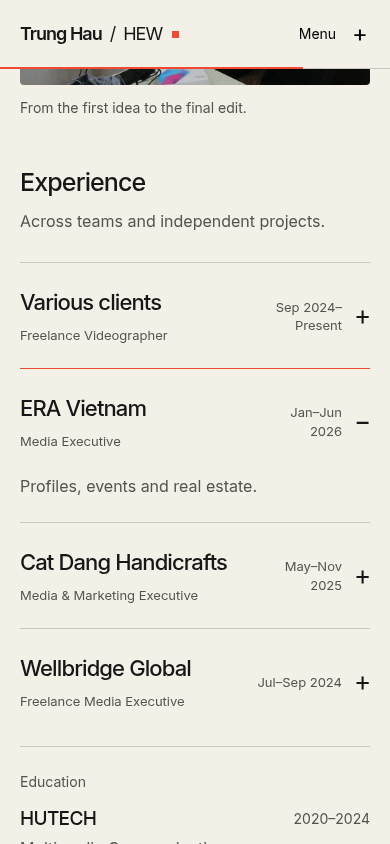 Trung Hau / HEW
Menu +
From the first idea to the final edit.
Experience
Across teams and independent projects.
Various clients
Freelance Videographer
Sep 2024–
Present
+
ERA Vietnam
Media Executive
Jan–Jun
2026
−
Profiles, events and real estate.
Cat Dang Handicrafts
Media & Marketing Executive
May–Nov
2025
+
Wellbridge Global
Freelance Media Executive
Jul–Sep 2024
+
Education
HUTECH
2020–2024